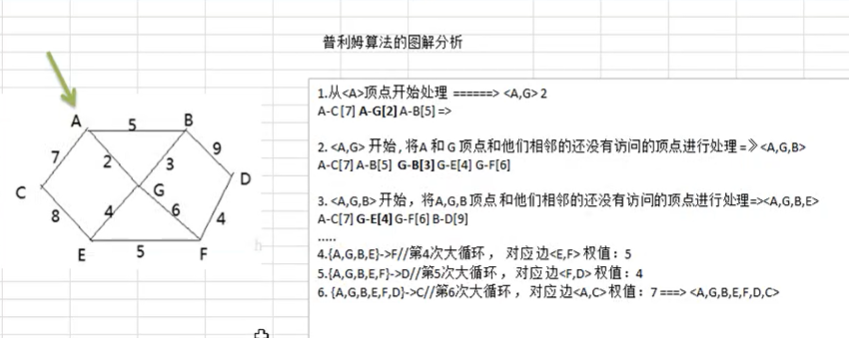 普利姆算法的图解分析
1.从<A>顶点开始处理 ======> <A,G> 2
A-C [7] A-G[2] A-B[5] =>
2. <A,G> 开始,将A 和 G 顶点和他们相邻的还没有访问的顶点进行处理 =》<A,G,B>
A-C[7] A-B[5] G-B[3] G-E[4] G-F[6]
3. <A,G,B> 开始，将A,G,B 顶点 和他们相邻的还没有访问的顶点进行处理=><A,G,B,E>
A-C[7] G-E[4] G-F[6] B-D[9]
.....
4.{A,G,B,E}->F//第4次大循环 ， 对应 边<E,F> 权值：5
5.{A,G,B,E,F}->D//第5次大循环 ，对应边<F,D> 权值：4
6. {A,G,B,E,F,D}->C//第6次大循环 ，对应边<A,C> 权值：7 ===> <A,G,B,E,F,D,C>
A
5
B
7
2
3
9
C
G
D
8
4
6
4
E
5
F